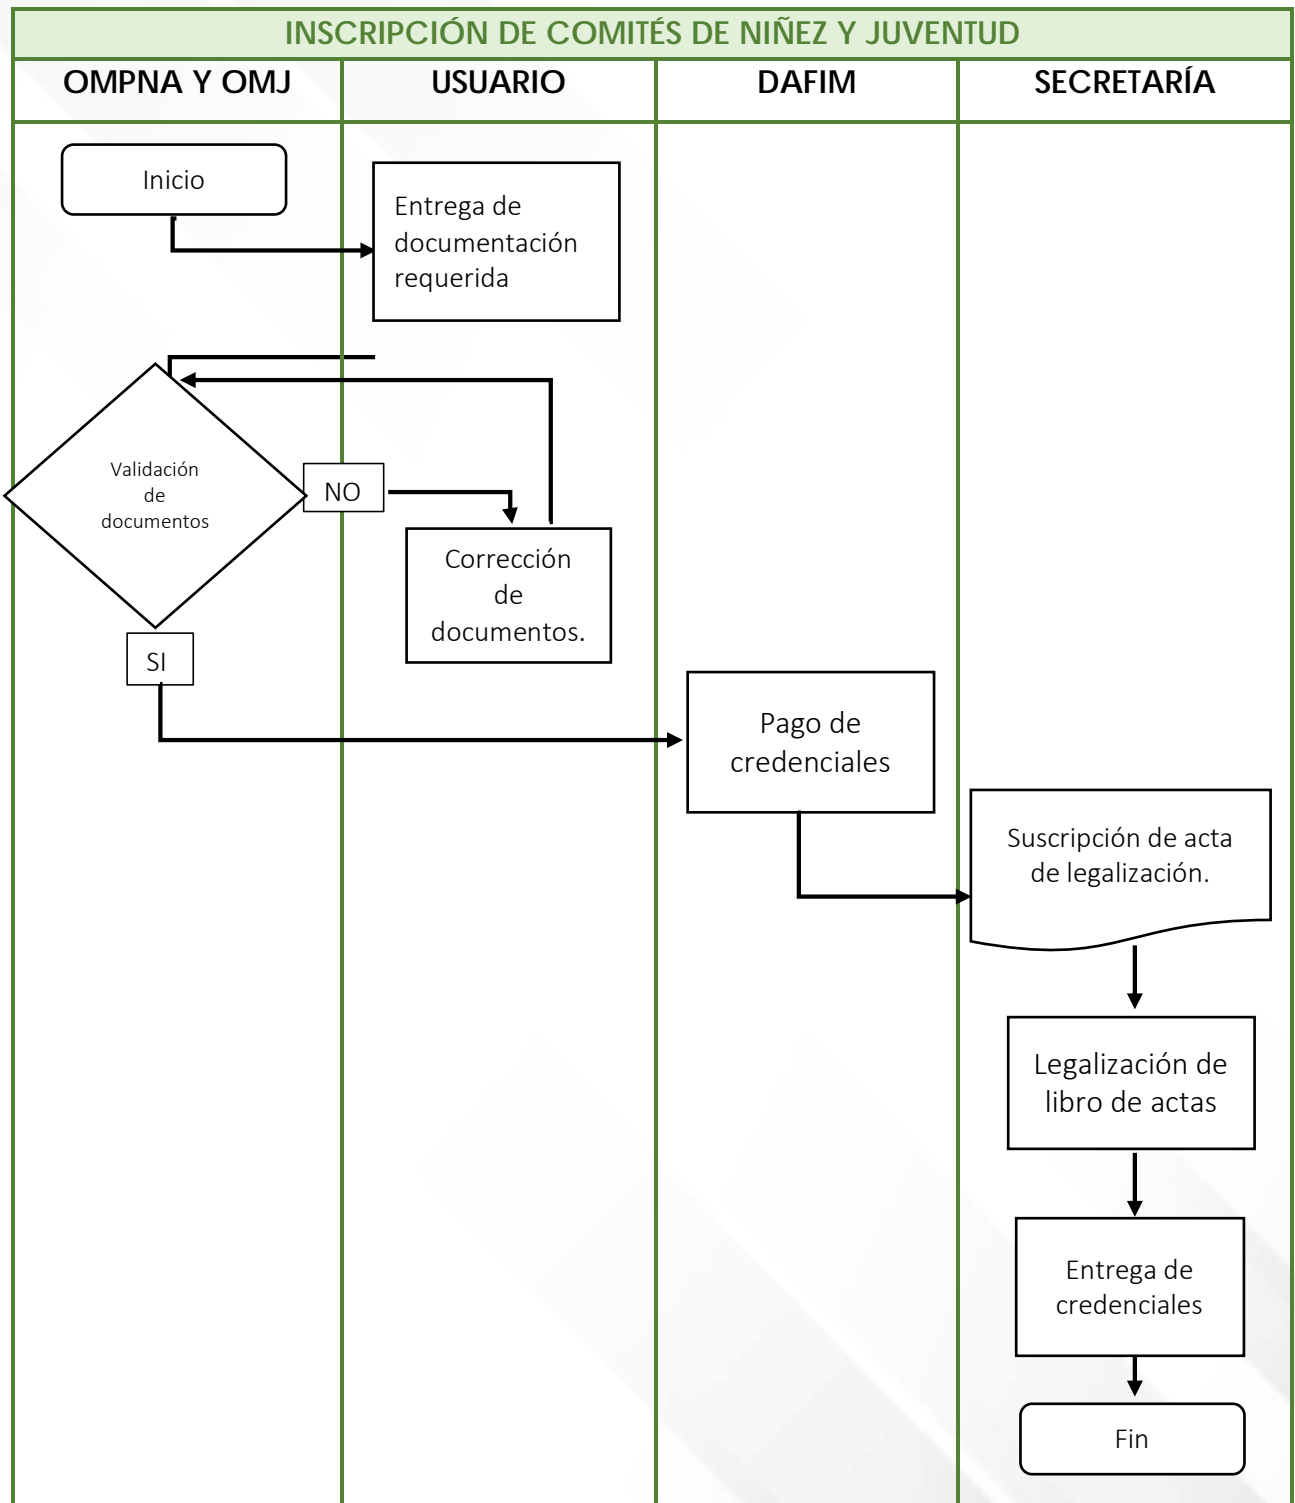 INSCRIPCIÓN DE COMITÉS DE NIÑEZ Y JUVENTUD
OMPNA Y OMJ
USUARIO
DAFIM
SECRETARÍA
Inicio
Entrega de
documentación
requerida
Validación
de
documentos
NO
Corrección
de
documentos.
SI
Pago de
credenciales
Suscripción de acta
de legalización.
Legalización de
libro de actas
Entrega de
credenciales
Fin